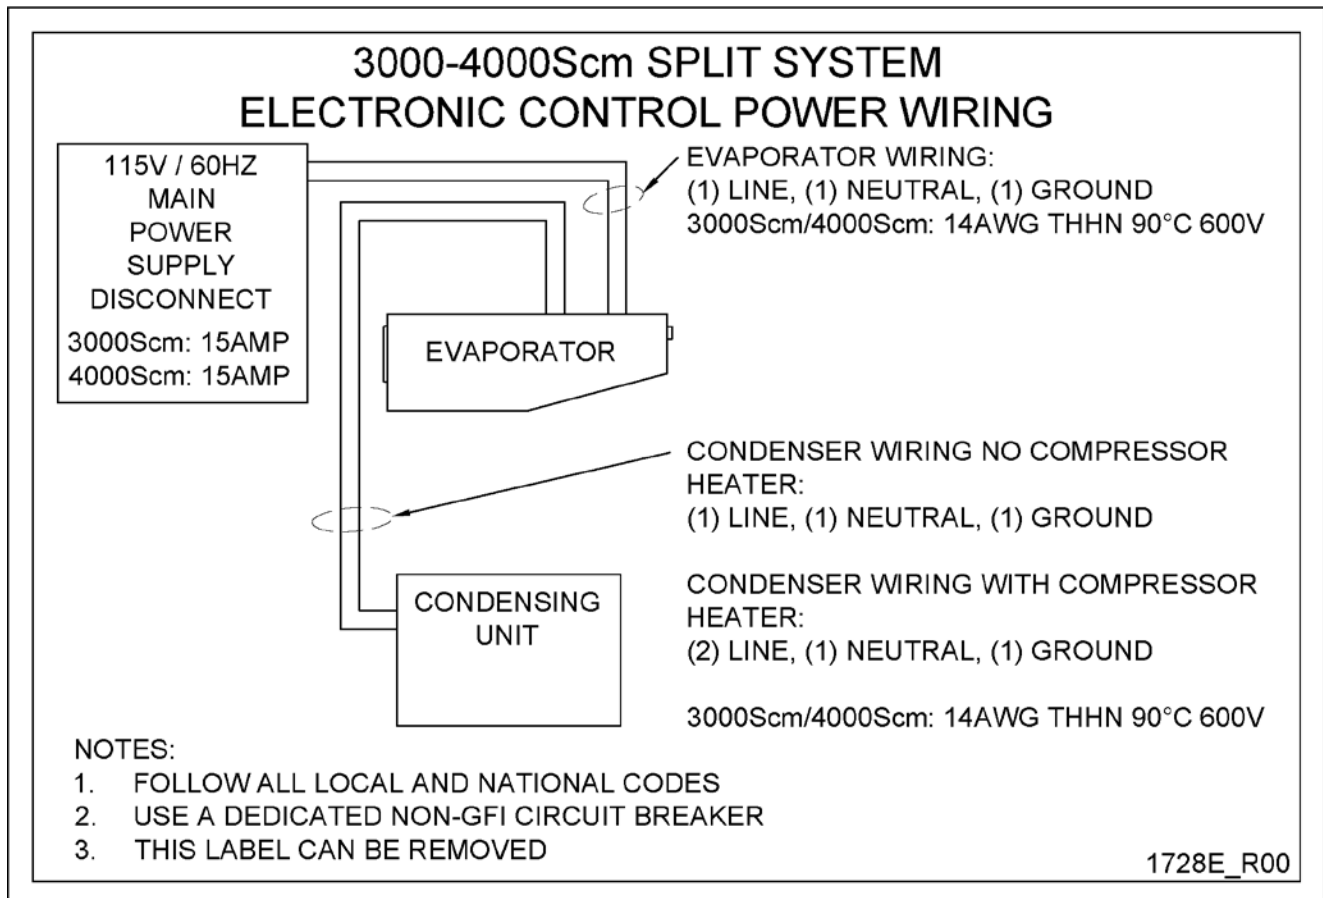 3000-4000Scm SPLIT SYSTEM
ELECTRONIC CONTROL POWER WIRING
115V / 60HZ
MAIN
POWER
SUPPLY
DISCONNECT
3000Scm: 15AMP
4000Scm: 15AMP
EVAPORATOR WIRING:
(1) LINE, (1) NEUTRAL, (1) GROUND
3000Scm/4000Scm: 14AWG THHN 90°C 600V
EVAPORATOR
CONDENSER WIRING NO COMPRESSOR
HEATER:
(1) LINE, (1) NEUTRAL, (1) GROUND
CONDENSING
UNIT
CONDENSER WIRING WITH COMPRESSOR
HEATER:
(2) LINE, (1) NEUTRAL, (1) GROUND
3000Scm/4000Scm: 14AWG THHN 90°C 600V
NOTES:
1. FOLLOW ALL LOCAL AND NATIONAL CODES
2. USE A DEDICATED NON-GFI CIRCUIT BREAKER
3. THIS LABEL CAN BE REMOVED
1728E_R00